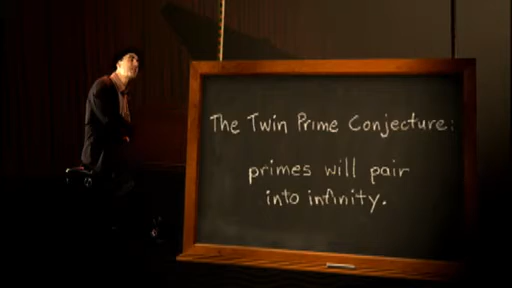 The Twin Prime Conjecture:
primes will pair
into infinity.